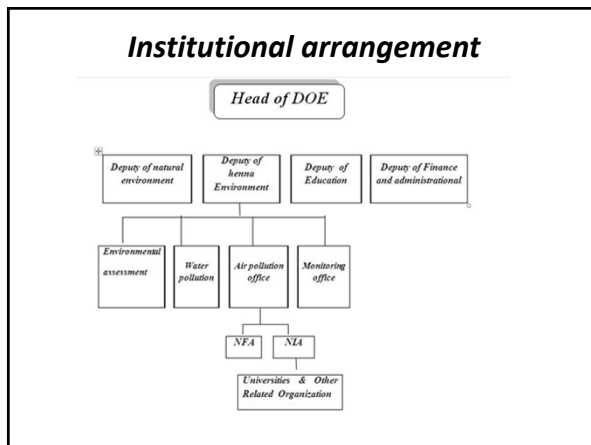 Institutional arrangement
Head of DOE
Deputy of natural
environment
Deputy of
henna
Environment
Deputy of
Education
Deputy of Finance
and administrational
Environmental
assessment
Water
pollution
Air pollution
office
Monitoring
office
NFA
NIA
Universities & Other
Related Organization